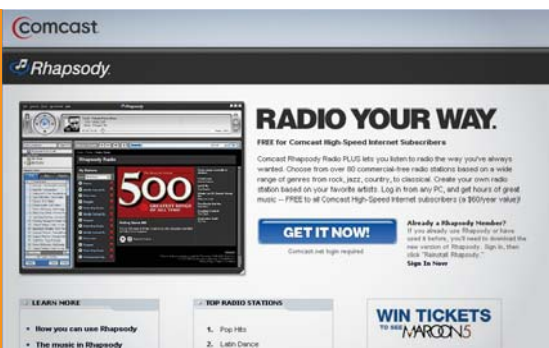 comcast.
Rhapsody.
Rhapsody
Rhapsody Radio
500
GREATEST SONGS
OF ALL TIME
RADIO YOUR WAY.
FREE for Comcast High-Speed Internet Subscribers
Comcast Rhapsody Radio PLUS lets you listen to radio the way you've always
wanted. Choose from over 80 commercial-free radio stations based on a wide
range of genres from rock, jazz, country, to classical. Create your own radio
station based on your favorite artists. Log in from any PC, and get hours of great
music – FREE to all Comcast High-Speed Internet subscribers (a $60/year value)!
GET IT NOW!
Comcast.net login required
Already a Rhapsody Member?
If you already use Rhapsody or have
used it before, you'll need to download the
new version of Rhapsody. Sign in, then
click "Reinstall Rhapsody."
Sign In Now
LEARN MORE
• How you can use Rhapsody
• The music in Rhapsody
TOP RADIO STATIONS
1. Pop Hits
2. Latin Dance
WIN TICKETS
TO SEE MAROON5